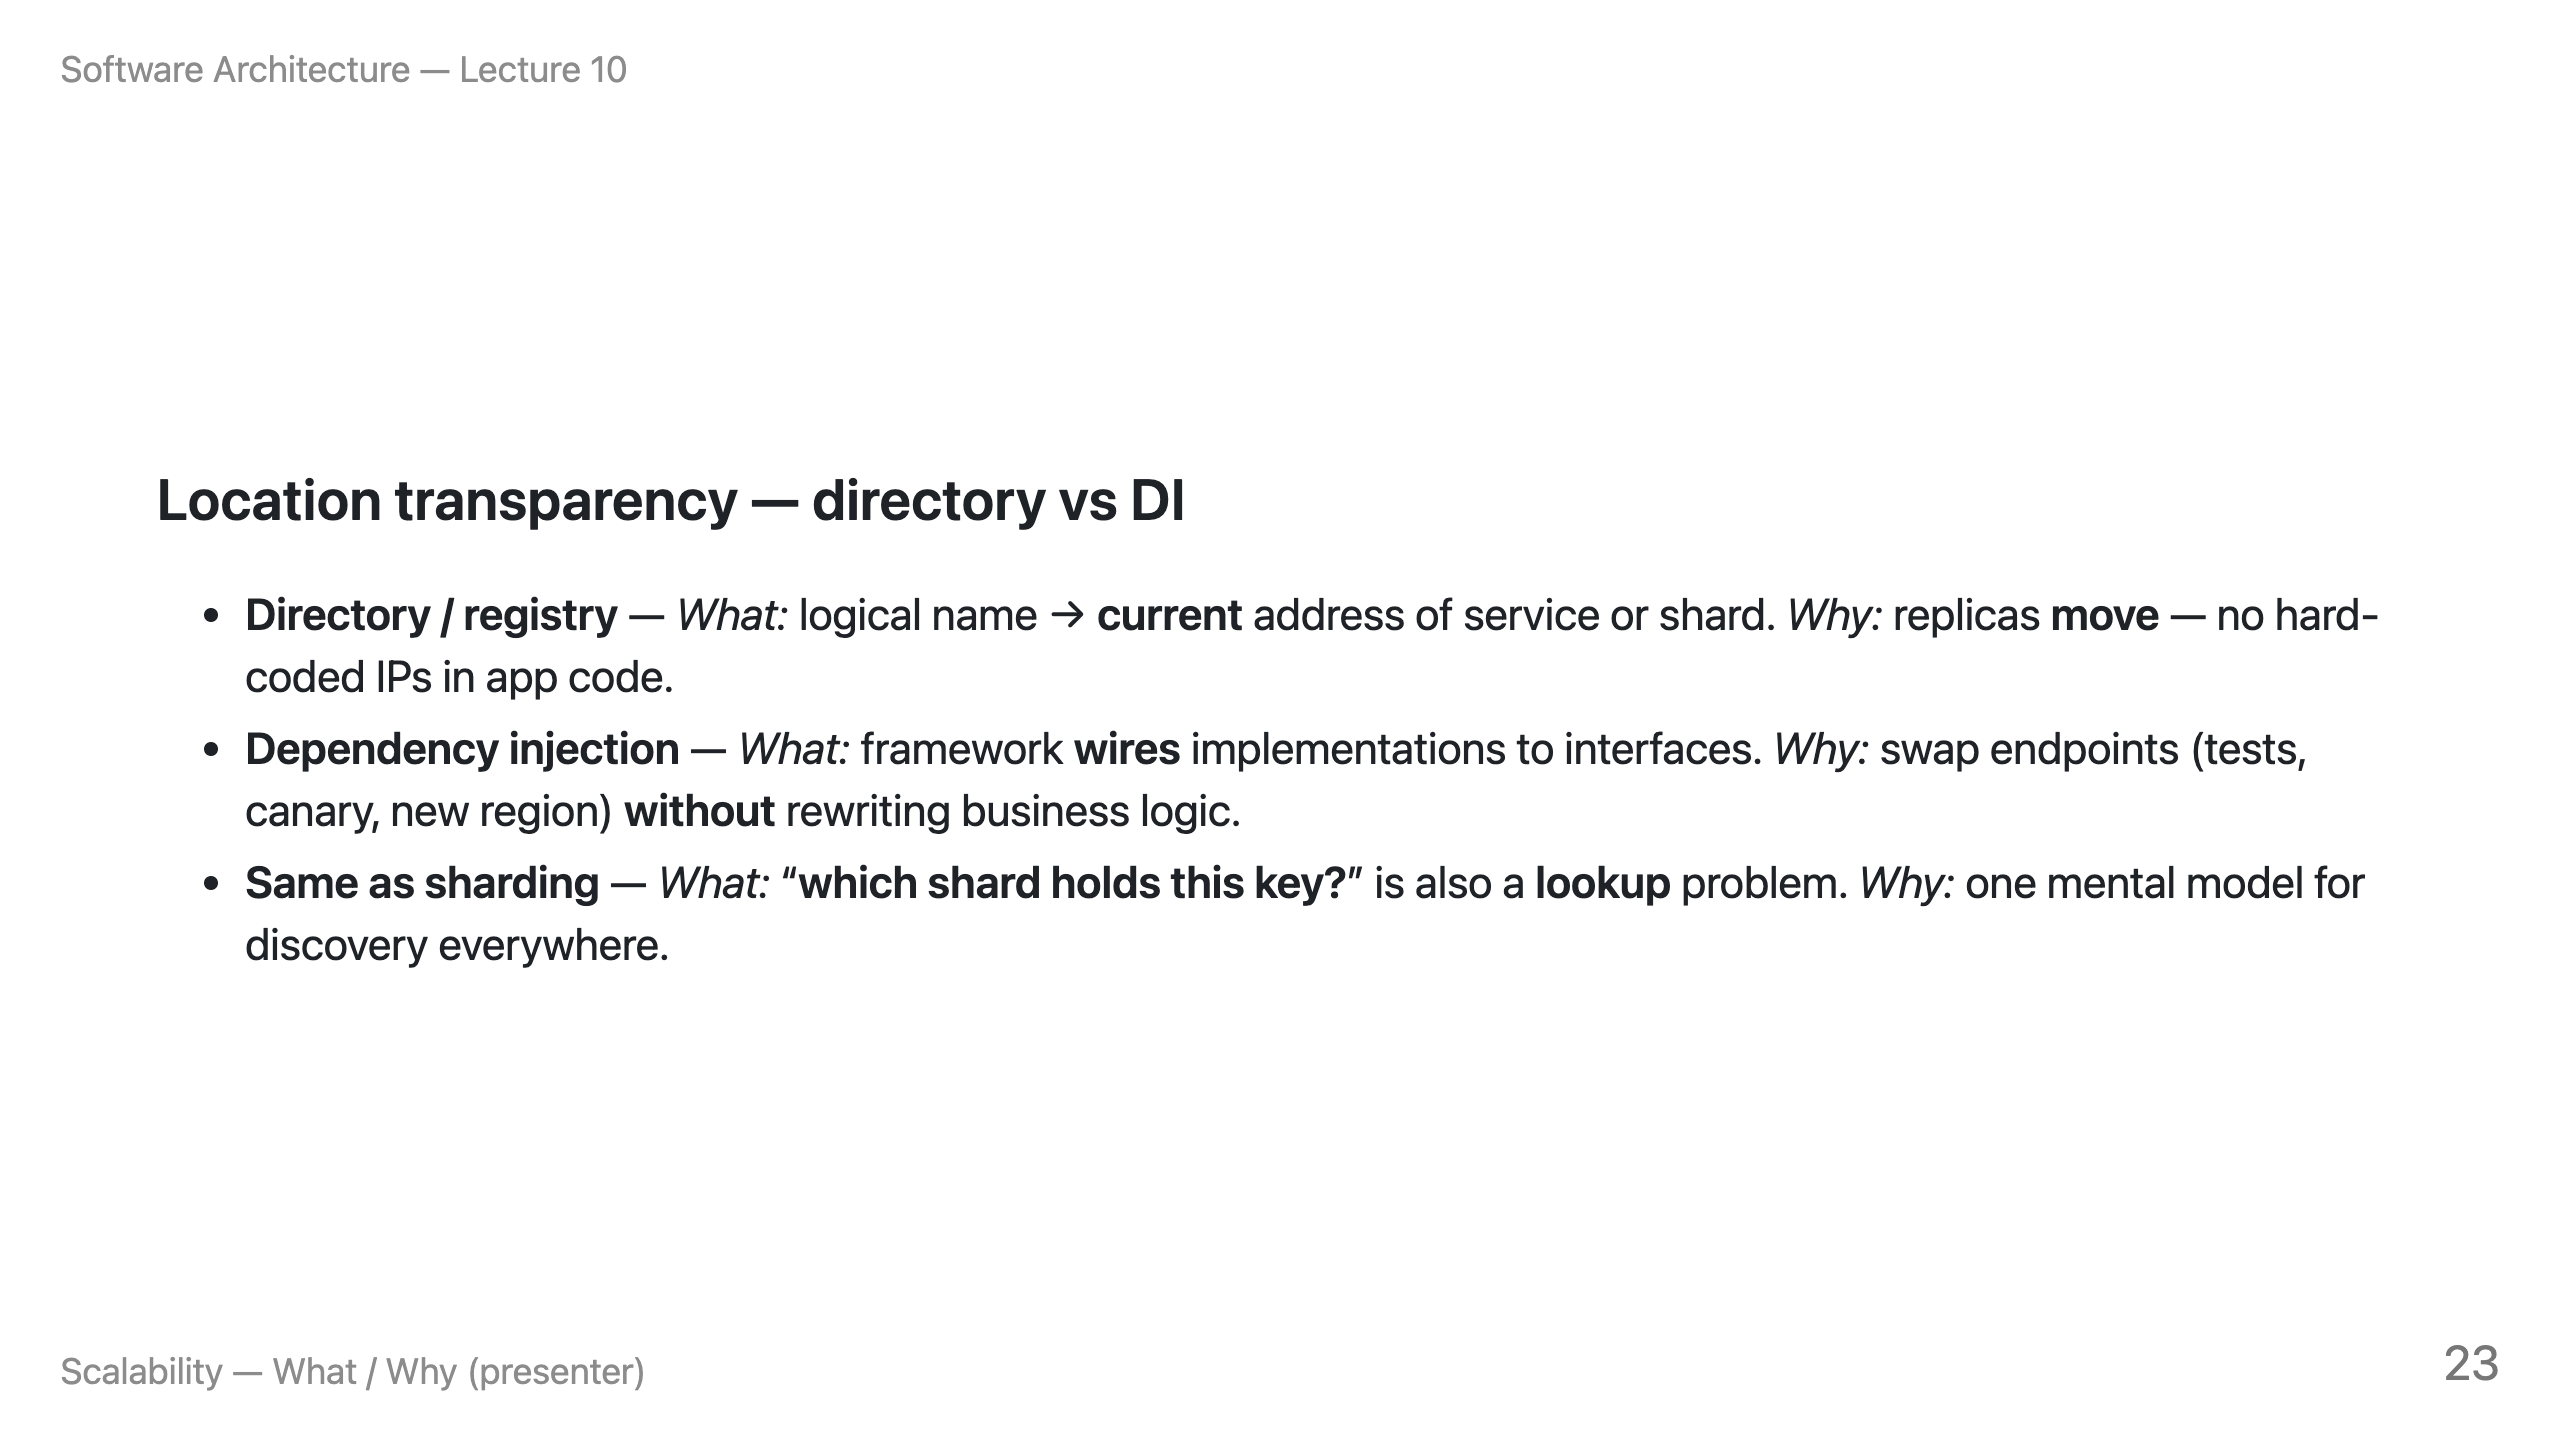 Software Architecture — Lecture 10
Location transparency — directory vs DI
• Directory / registry — What: logical name → current address of service or shard. Why: replicas move — no hard-
coded IPs in app code.
• Dependency injection — What: framework wires implementations to interfaces. Why: swap endpoints (tests,
canary, new region) without rewriting business logic.
• Same as sharding — What: “which shard holds this key?” is also a lookup problem. Why: one mental model for
discovery everywhere.
Scalability — What / Why (presenter)
23